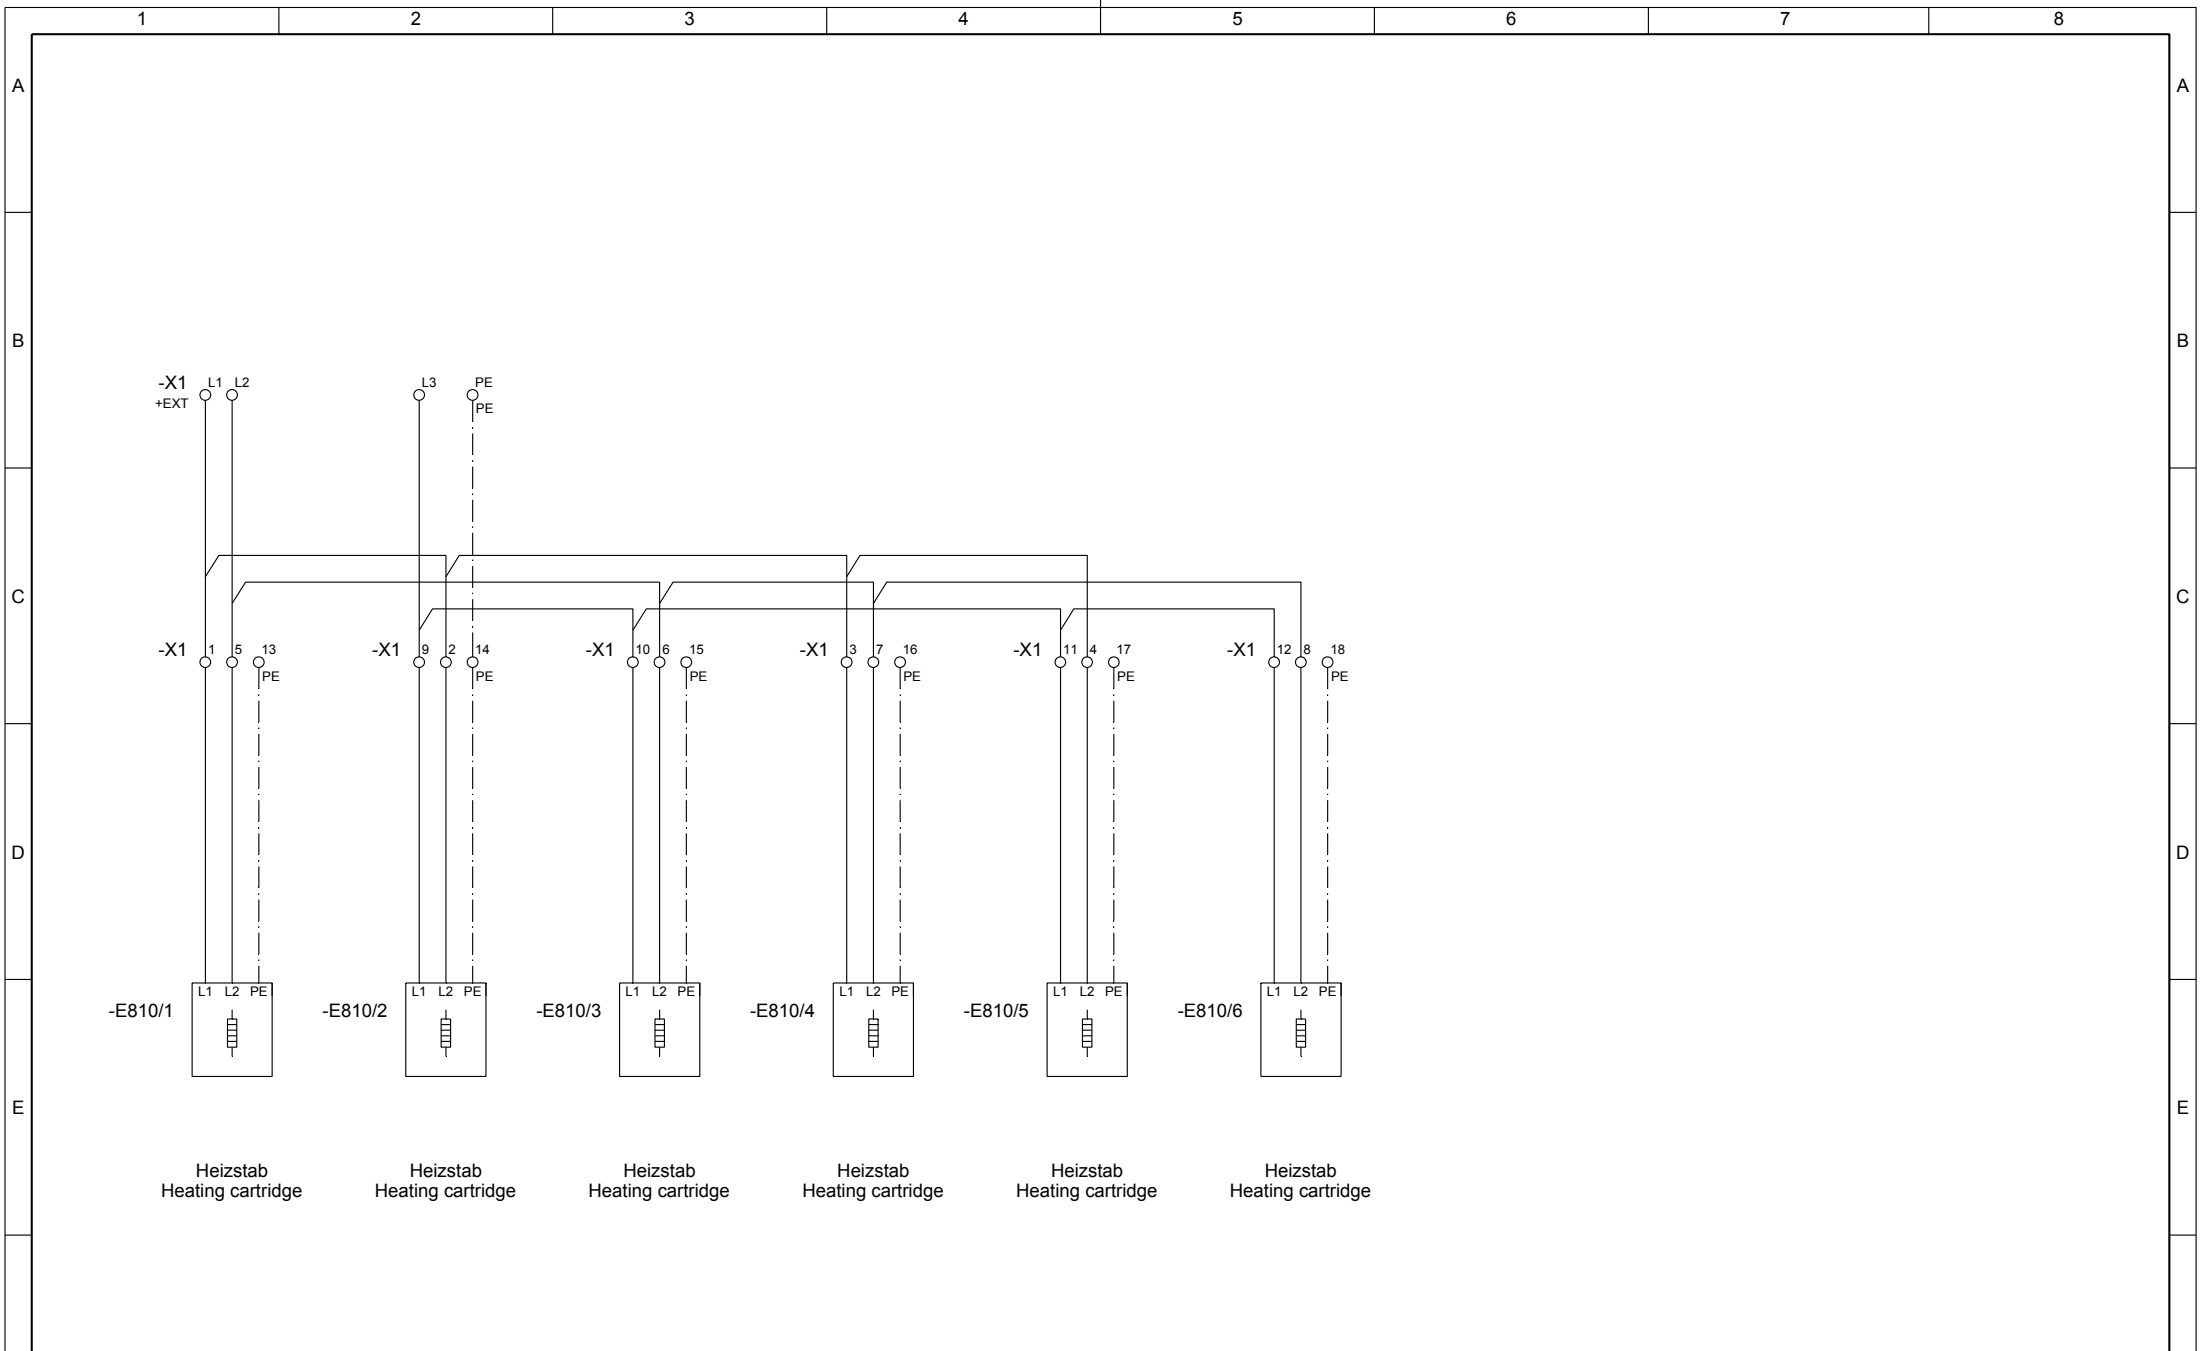 1 2 3 4 5 6 7 8
A A
B B
-X1 L1 L2 L3 PE
+EXT PE
C C
-X1 1 5 13 -X1 9 2 14 -X1 10 6 15 -X1 3 7 16 -X1 11 4 17 -X1 12 8 18
PE PE PE PE PE PE
D D
L1 L2 PE L1 L2 PE L1 L2 PE L1 L2 PE L1 L2 PE L1 L2 PE
-E810/1 -E810/2 -E810/3 -E810/4 -E810/5 -E810/6
E E
Heizstab Heizstab Heizstab Heizstab Heizstab Heizstab
Heating cartridge Heating cartridge Heating cartridge Heating cartridge Heating cartridge Heating cartridge